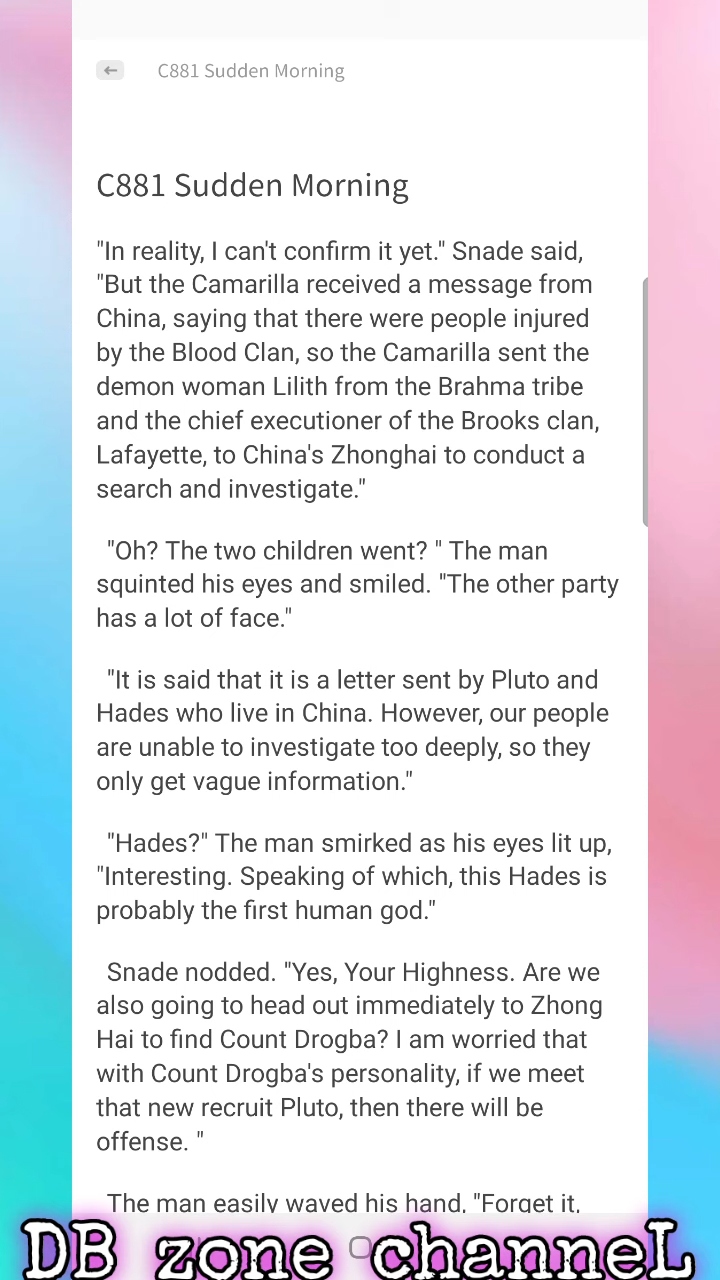 C881 Sudden Morning
C881 Sudden Morning
"In reality, I can't confirm it yet." Snade said,
"But the Camarilla received a message from
China, saying that there were people injured
by the Blood Clan, so the Camarilla sent the
demon woman Lilith from the Brahma tribe
and the chief executioner of the Brooks clan,
Lafayette, to China's Zhonghai to conduct a
search and investigate."
"Oh? The two children went? " The man
squinted his eyes and smiled. "The other party
has a lot of face."
"It is said that it is a letter sent by Pluto and
Hades who live in China. However, our people
are unable to investigate too deeply, so they
only get vague information."
"Hades?" The man smirked as his eyes lit up,
"Interesting. Speaking of which, this Hades is
probably the first human god."
Snade nodded. "Yes, Your Highness. Are we
also going to head out immediately to Zhong
Hai to find Count Drogba? I am worried that
with Count Drogba's personality, if we meet
that new recruit Pluto, then there will be
offense. "
The man easily waved his hand, "Forget it,
DB zone channeL